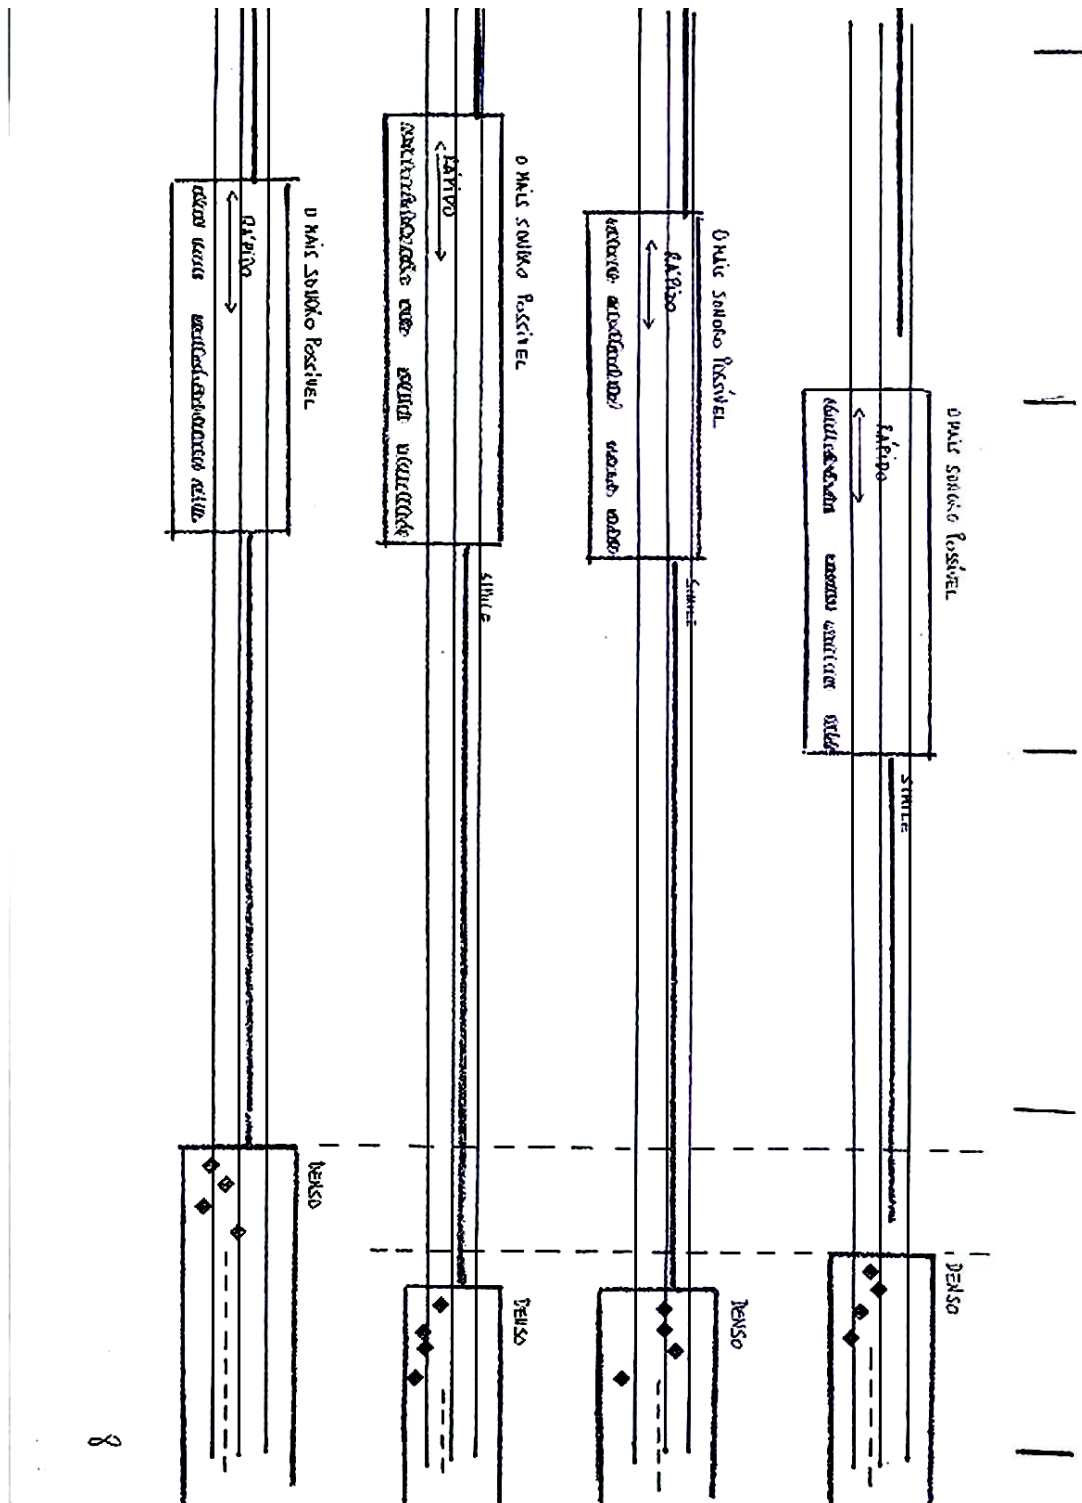 O MAIS SONORO POSSÍVEL
DENSO
SIMILE
RÁPIDO
O MAIS SONORO POSSÍVEL
DENSO
SIMILE
RÁPIDO
O MAIS SONORO POSSÍVEL
DENSO
SIMILE
RÁPIDO
O MAIS SONORO POSSÍVEL
DENSO
RÁPIDO
8